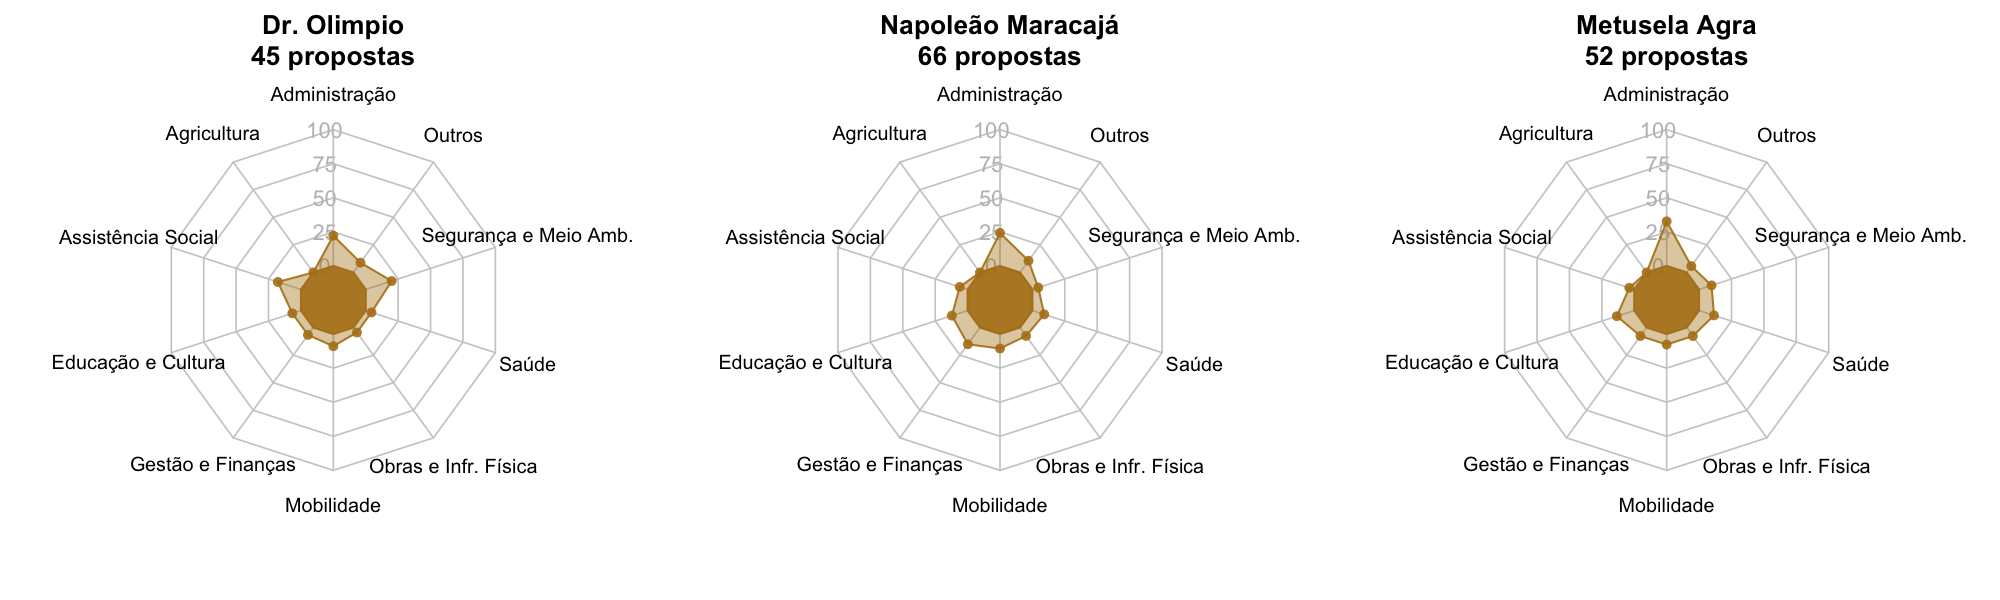 Dr. Olimpio
45 propostas
Administração
Agricultura
Outros
100
75
50
25
0
Assistência Social
Segurança e Meio Amb.
Educação e Cultura
Saúde
Gestão e Finanças
Obras e Infr. Física
Mobilidade
Napoleão Maracajá
66 propostas
Administração
Agricultura
Outros
100
75
50
25
0
Assistência Social
Segurança e Meio Amb.
Educação e Cultura
Saúde
Gestão e Finanças
Obras e Infr. Física
Mobilidade
Metusela Agra
52 propostas
Administração
Agricultura
Outros
100
75
50
25
0
Assistência Social
Segurança e Meio Amb.
Educação e Cultura
Saúde
Gestão e Finanças
Obras e Infr. Física
Mobilidade